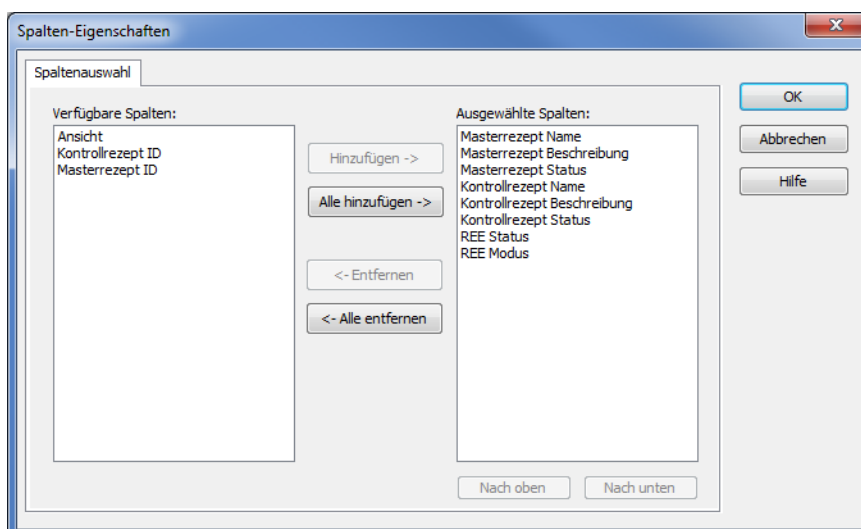 Spalten-Eigenschaften
Spaltenauswahl
Verfügbare Spalten:
Ansicht
Kontrollrezept ID
Masterrezept ID
Hinzufügen ->
Alle hinzufügen ->
<- Entfernen
<- Alle entfernen
Ausgewählte Spalten:
Masterrezept Name
Masterrezept Beschreibung
Masterrezept Status
Kontrollrezept Name
Kontrollrezept Beschreibung
Kontrollrezept Status
REE Status
REE Modus
Nach oben
Nach unten
OK
Abbrechen
Hilfe